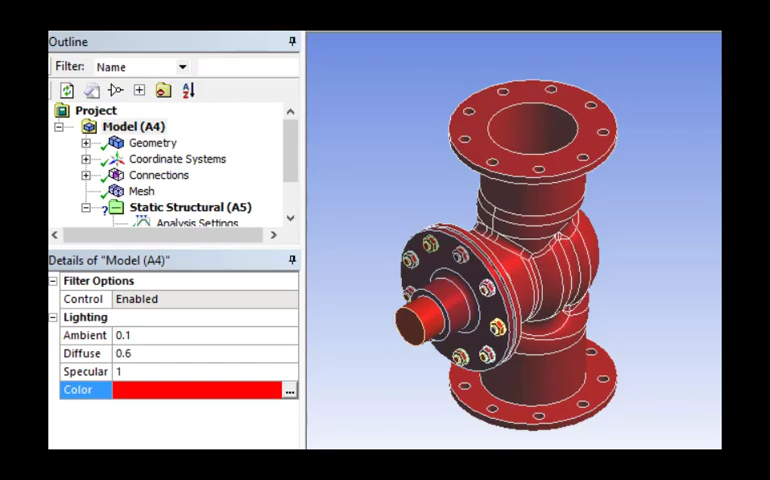 Outline
Filter: Name
Project
Model (A4)
Geometry
Coordinate Systems
Connections
Mesh
Static Structural (A5)
Analysis Settings
Details of "Model (A4)"
Filter Options
Control Enabled
Lighting
Ambient 0.1
Diffuse 0.6
Specular 1
Color ...